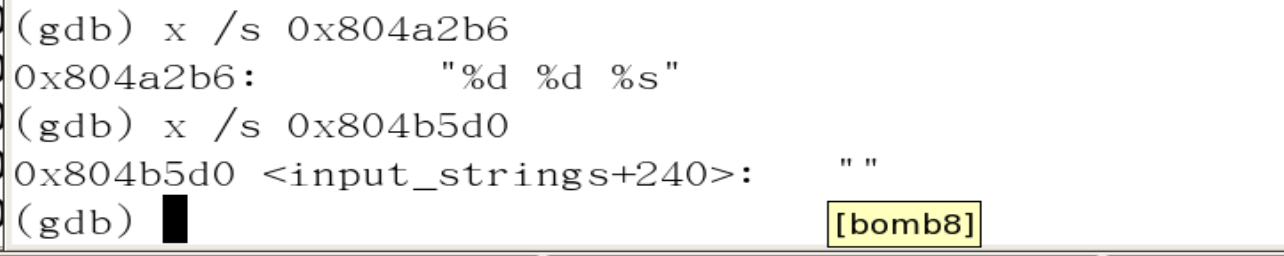 (gdb) x /s 0x804a2b6
0x804a2b6:       "%d %d %s"
(gdb) x /s 0x804b5d0
0x804b5d0 <input_strings+240>:   ""
(gdb)
[bomb8]